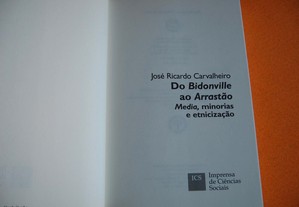 José Ricardo Carvalheiro
Do Bidonville
ao Arrastão
Media, minorias
e etnicização
ICS
Imprensa
de Ciências
Sociais